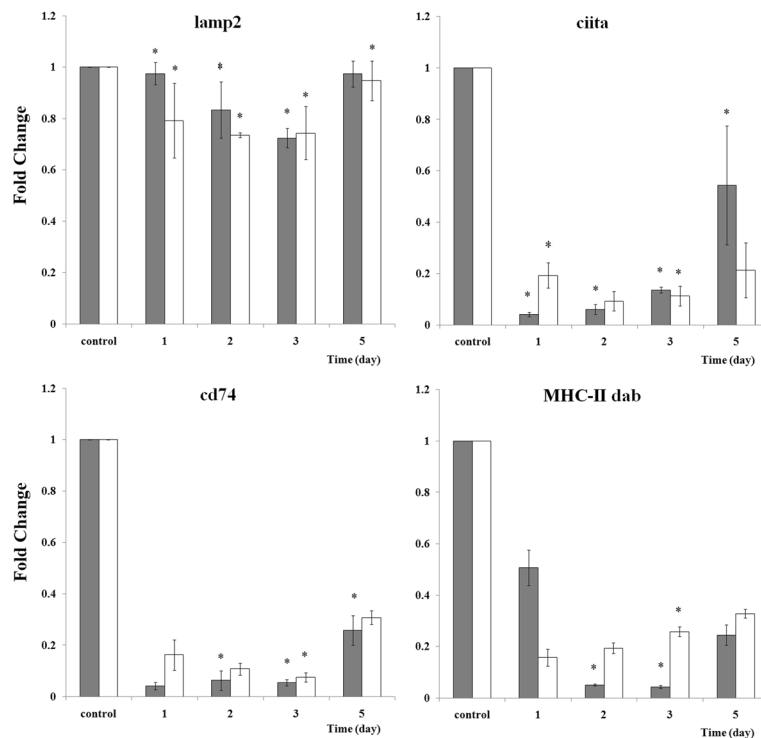 lamp2
Fold Change
1.2
1
0.8
0.6
0.4
0.2
0
* * * * * * *
control 1 2 3 5
Time (day)
ciita
1.2
1
0.8
0.6
0.4
0.2
0
* * * * * *
control 1 2 3 5
Time (day)
cd74
Fold Change
1.2
1
0.8
0.6
0.4
0.2
0
* * * *
control 1 2 3 5
Time (day)
MHC-II dab
1.2
1
0.8
0.6
0.4
0.2
0
* * *
control 1 2 3 5
Time (day)